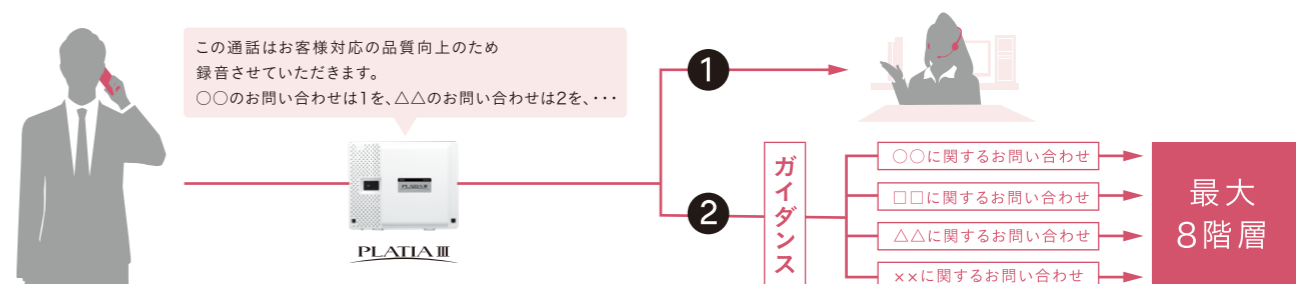 この通話はお客様対応の品質向上のため
録音させていただきます。
○○のお問い合わせは1を、△△のお問い合わせは2を、・・・
PLATIA III
PLATIA III
1
2
ガイダンス
○○に関するお問い合わせ
□□に関するお問い合わせ
△△に関するお問い合わせ
××に関するお問い合わせ
最大
8階層